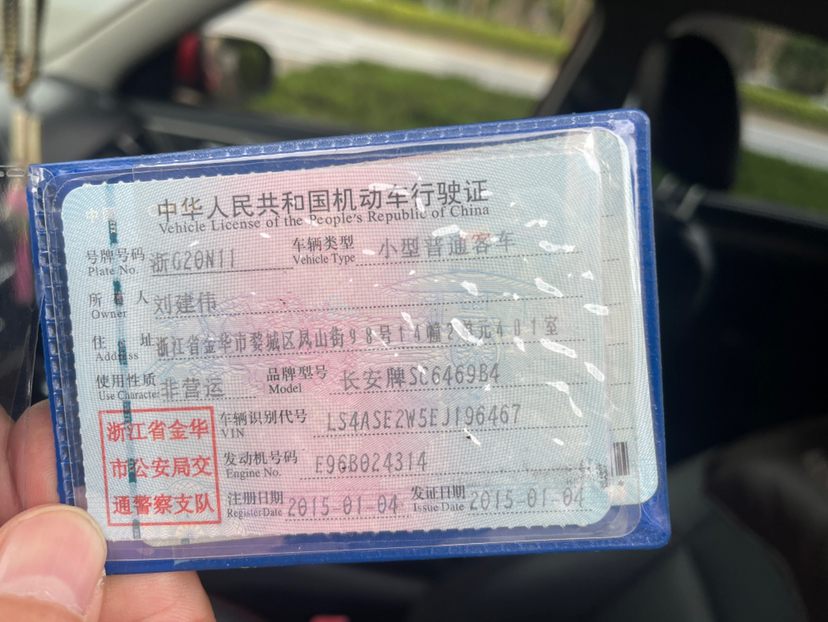 中华人民共和国机动车行驶证
Vehicle License of the People's Republic of China
号牌号码 浙G20N11 车辆类型 小型普通客车
Plate No. Vehicle Type
所有人 刘建伟
Owner
住址 浙江省金华市婺城区凤山街98号14幢2单元401室
Address
使用性质 非营运 品牌型号 长安牌SC6469B4
Use Character Model
浙江省金华
市公安局交
通警察支队
车辆识别代号 LS4ASE2W5EJ196467
VIN
发动机号码 E96B024314
Engine No.
注册日期 2015-01-04 发证日期 2015-01-04
Register Date Issue Date